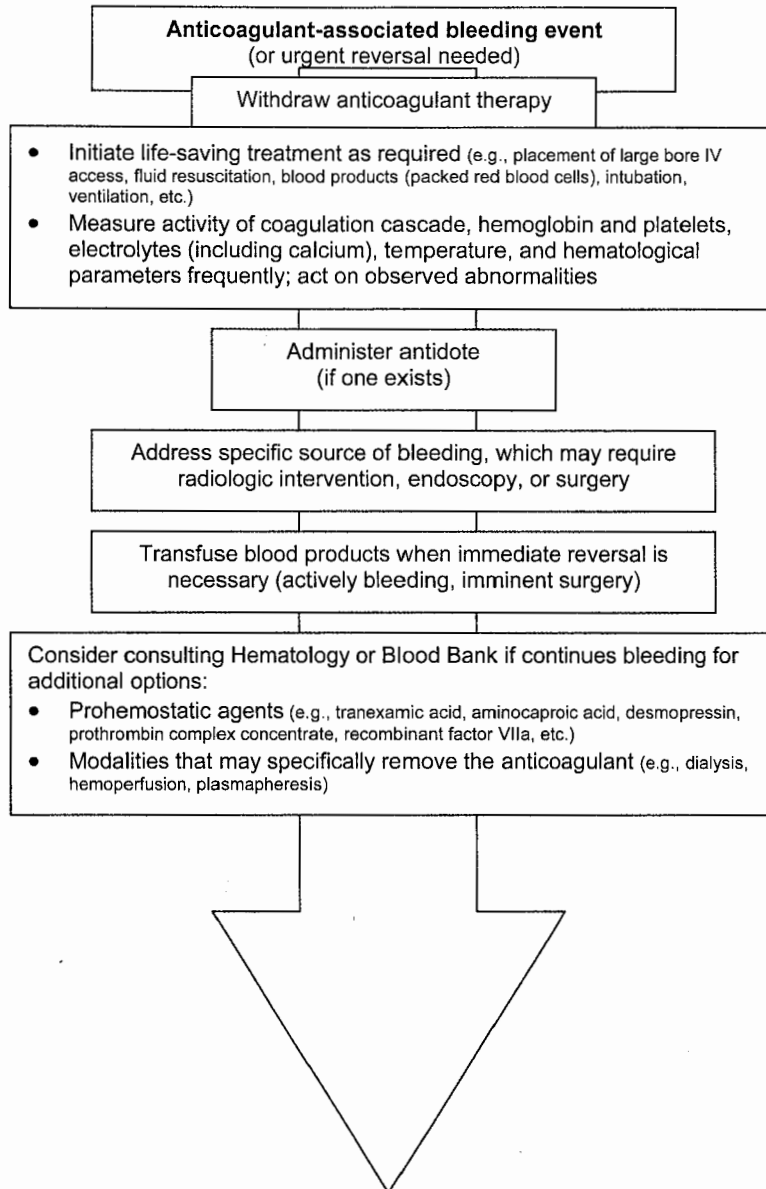 Anticoagulant-associated bleeding event
(or urgent reversal needed)
Withdraw anticoagulant therapy
• Initiate life-saving treatment as required (e.g., placement of large bore IV
access, fluid resuscitation, blood products (packed red blood cells), intubation,
ventilation, etc.)
• Measure activity of coagulation cascade, hemoglobin and platelets,
electrolytes (including calcium), temperature, and hematological
parameters frequently; act on observed abnormalities
Administer antidote
(if one exists)
Address specific source of bleeding, which may require
radiologic intervention, endoscopy, or surgery
Transfuse blood products when immediate reversal is
necessary (actively bleeding, imminent surgery)
Consider consulting Hematology or Blood Bank if continues bleeding for
additional options:
• Prohemostatic agents (e.g., tranexamic acid, aminocaproic acid, desmopressin,
prothrombin complex concentrate, recombinant factor VIIa, etc.)
• Modalities that may specifically remove the anticoagulant (e.g., dialysis,
hemoperfusion, plasmapheresis)